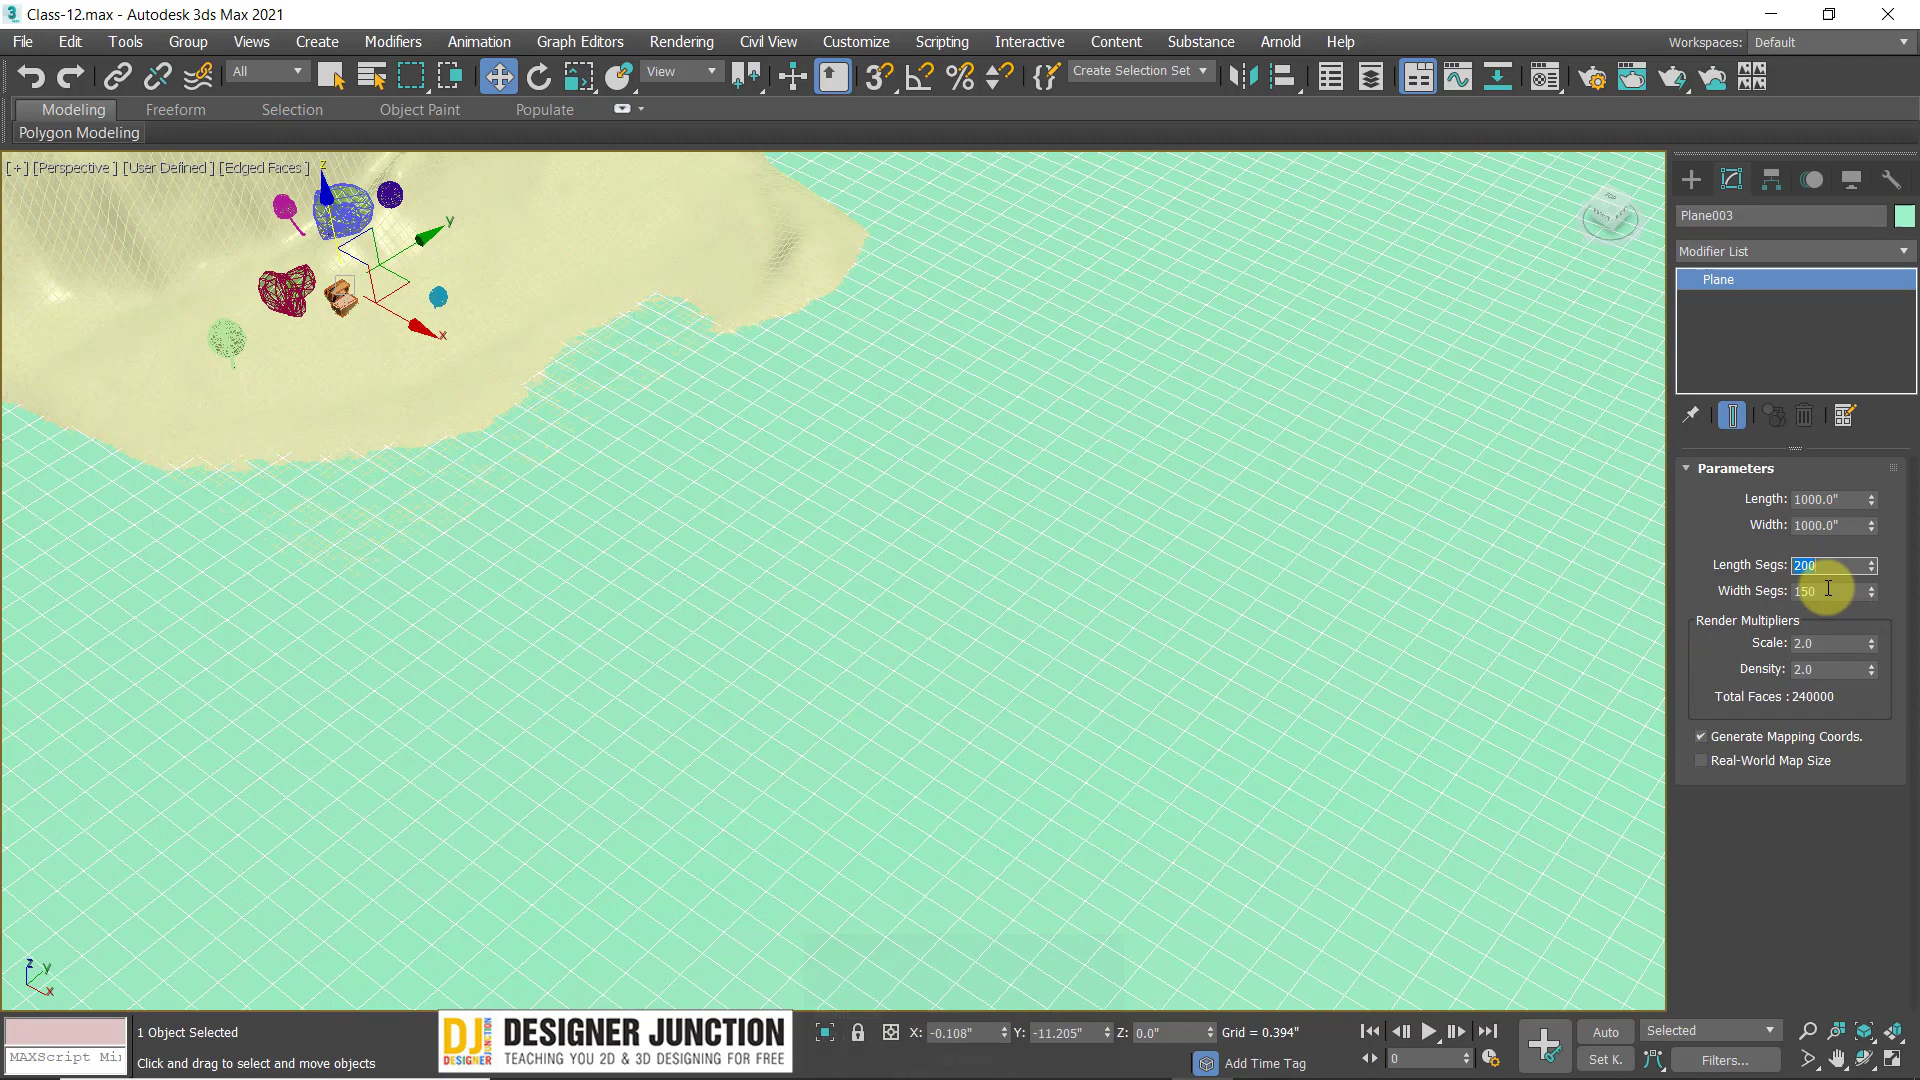 Class-12.max - Autodesk 3ds Max 2021
File Edit Tools Group Views Create Modifiers Animation Graph Editors Rendering Civil View Customize Scripting Interactive Content Substance Arnold Help Workspaces: Default
All View Create Selection Set
Modeling Freeform Selection Object Paint Populate
Polygon Modeling
[ + ] [Perspective ] [User Defined ] [Edged Faces ]
z
y
x
Plane003
Modifier List
Plane
Parameters
Length: 1000.0"
Width: 1000.0"
Length Segs: 200
Width Segs: 150
Render Multipliers
Scale: 2.0
Density: 2.0
Total Faces : 240000
Generate Mapping Coords.
Real-World Map Size
z
y
x
1 Object Selected
MAXScript Mi
Click and drag to select and move objects
DJ DESIGNER JUNCTION
DESIGNER JUNCTION
TEACHING YOU 2D & 3D DESIGNING FOR FREE
X: -0.108" Y: -11.205" Z: 0.0" Grid = 0.394"
Add Time Tag
0
Auto Selected
Set K. Filters...